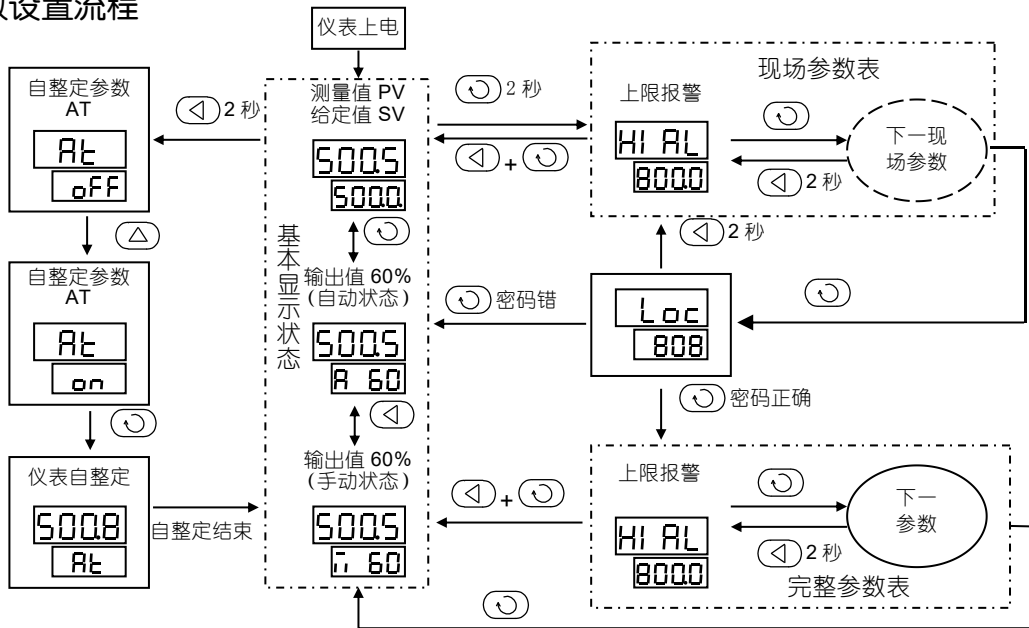 设置流程
仪表上电
自整定参数
AT
At
oFF
自整定参数
AT
At
on
仪表自整定
500.8
At
2 秒
自整定结束
基本显示状态
测量值 PV
给定值 SV
500.5
500.0
输出值 60%
(自动状态)
500.5
A 60
输出值 60%
(手动状态)
500.5
60
2 秒
+
密码错
+
现场参数表
上限报警
HI AL
800.0
下一现
场参数
2 秒
2 秒
Loc
808
密码正确
上限报警
HI AL
800.0
下一
参数
2 秒
完整参数表